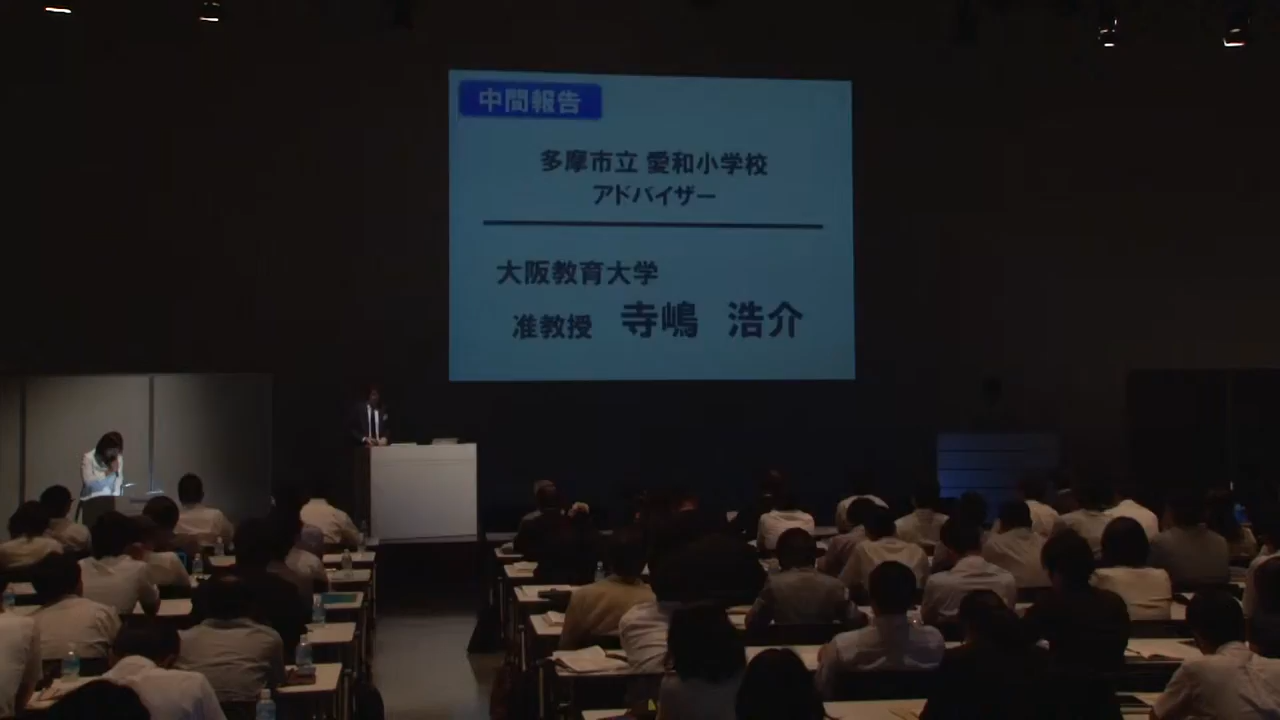 中間報告
多摩市立 愛和小学校
アドバイザー
大阪教育大学
准教授 寺嶋 浩介